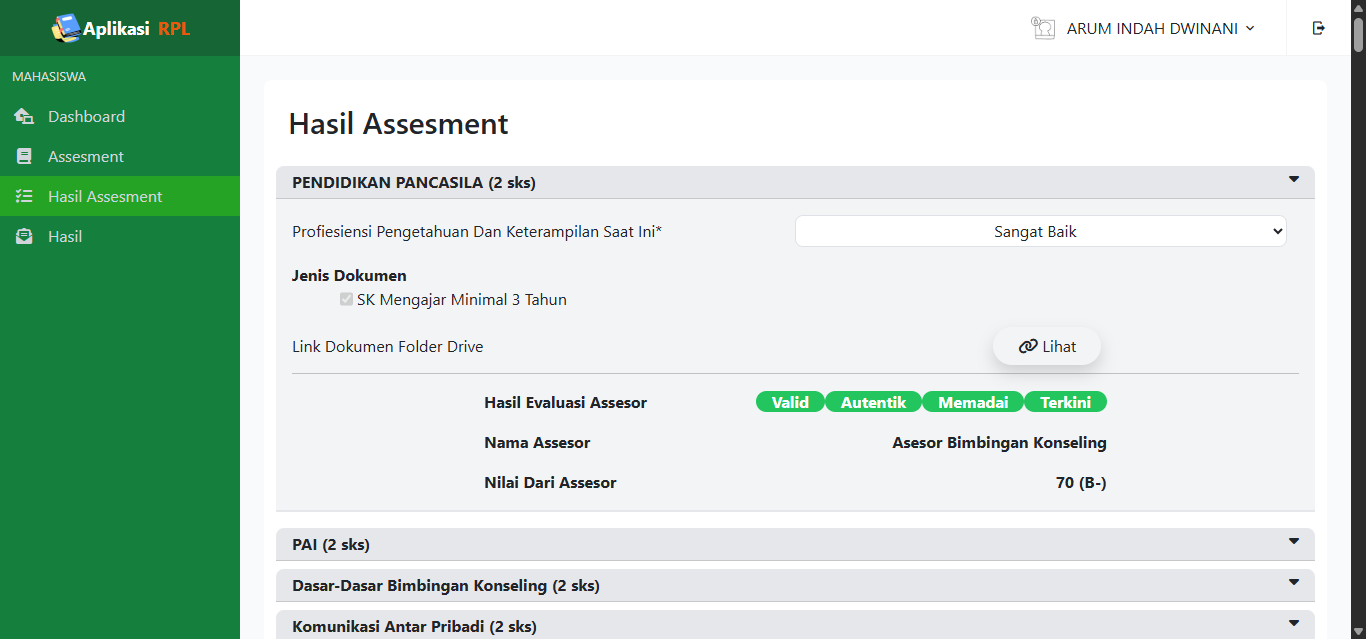 Aplikasi RPL
ARUM INDAH DWINANI
MAHASISWA
Dashboard
Assesment
Hasil Assesment
Hasil
Hasil Assesment
PENDIDIKAN PANCASILA (2 sks)
Profiesiensi Pengetahuan Dan Keterampilan Saat Ini* Sangat Baik
Jenis Dokumen
SK Mengajar Minimal 3 Tahun
Link Dokumen Folder Drive Lihat
Hasil Evaluasi Assesor Valid Autentik Memadai Terkini
Nama Assesor Asesor Bimbingan Konseling
Nilai Dari Assesor 70 (B-)
PAI (2 sks)
Dasar-Dasar Bimbingan Konseling (2 sks)
Komunikasi Antar Pribadi (2 sks)